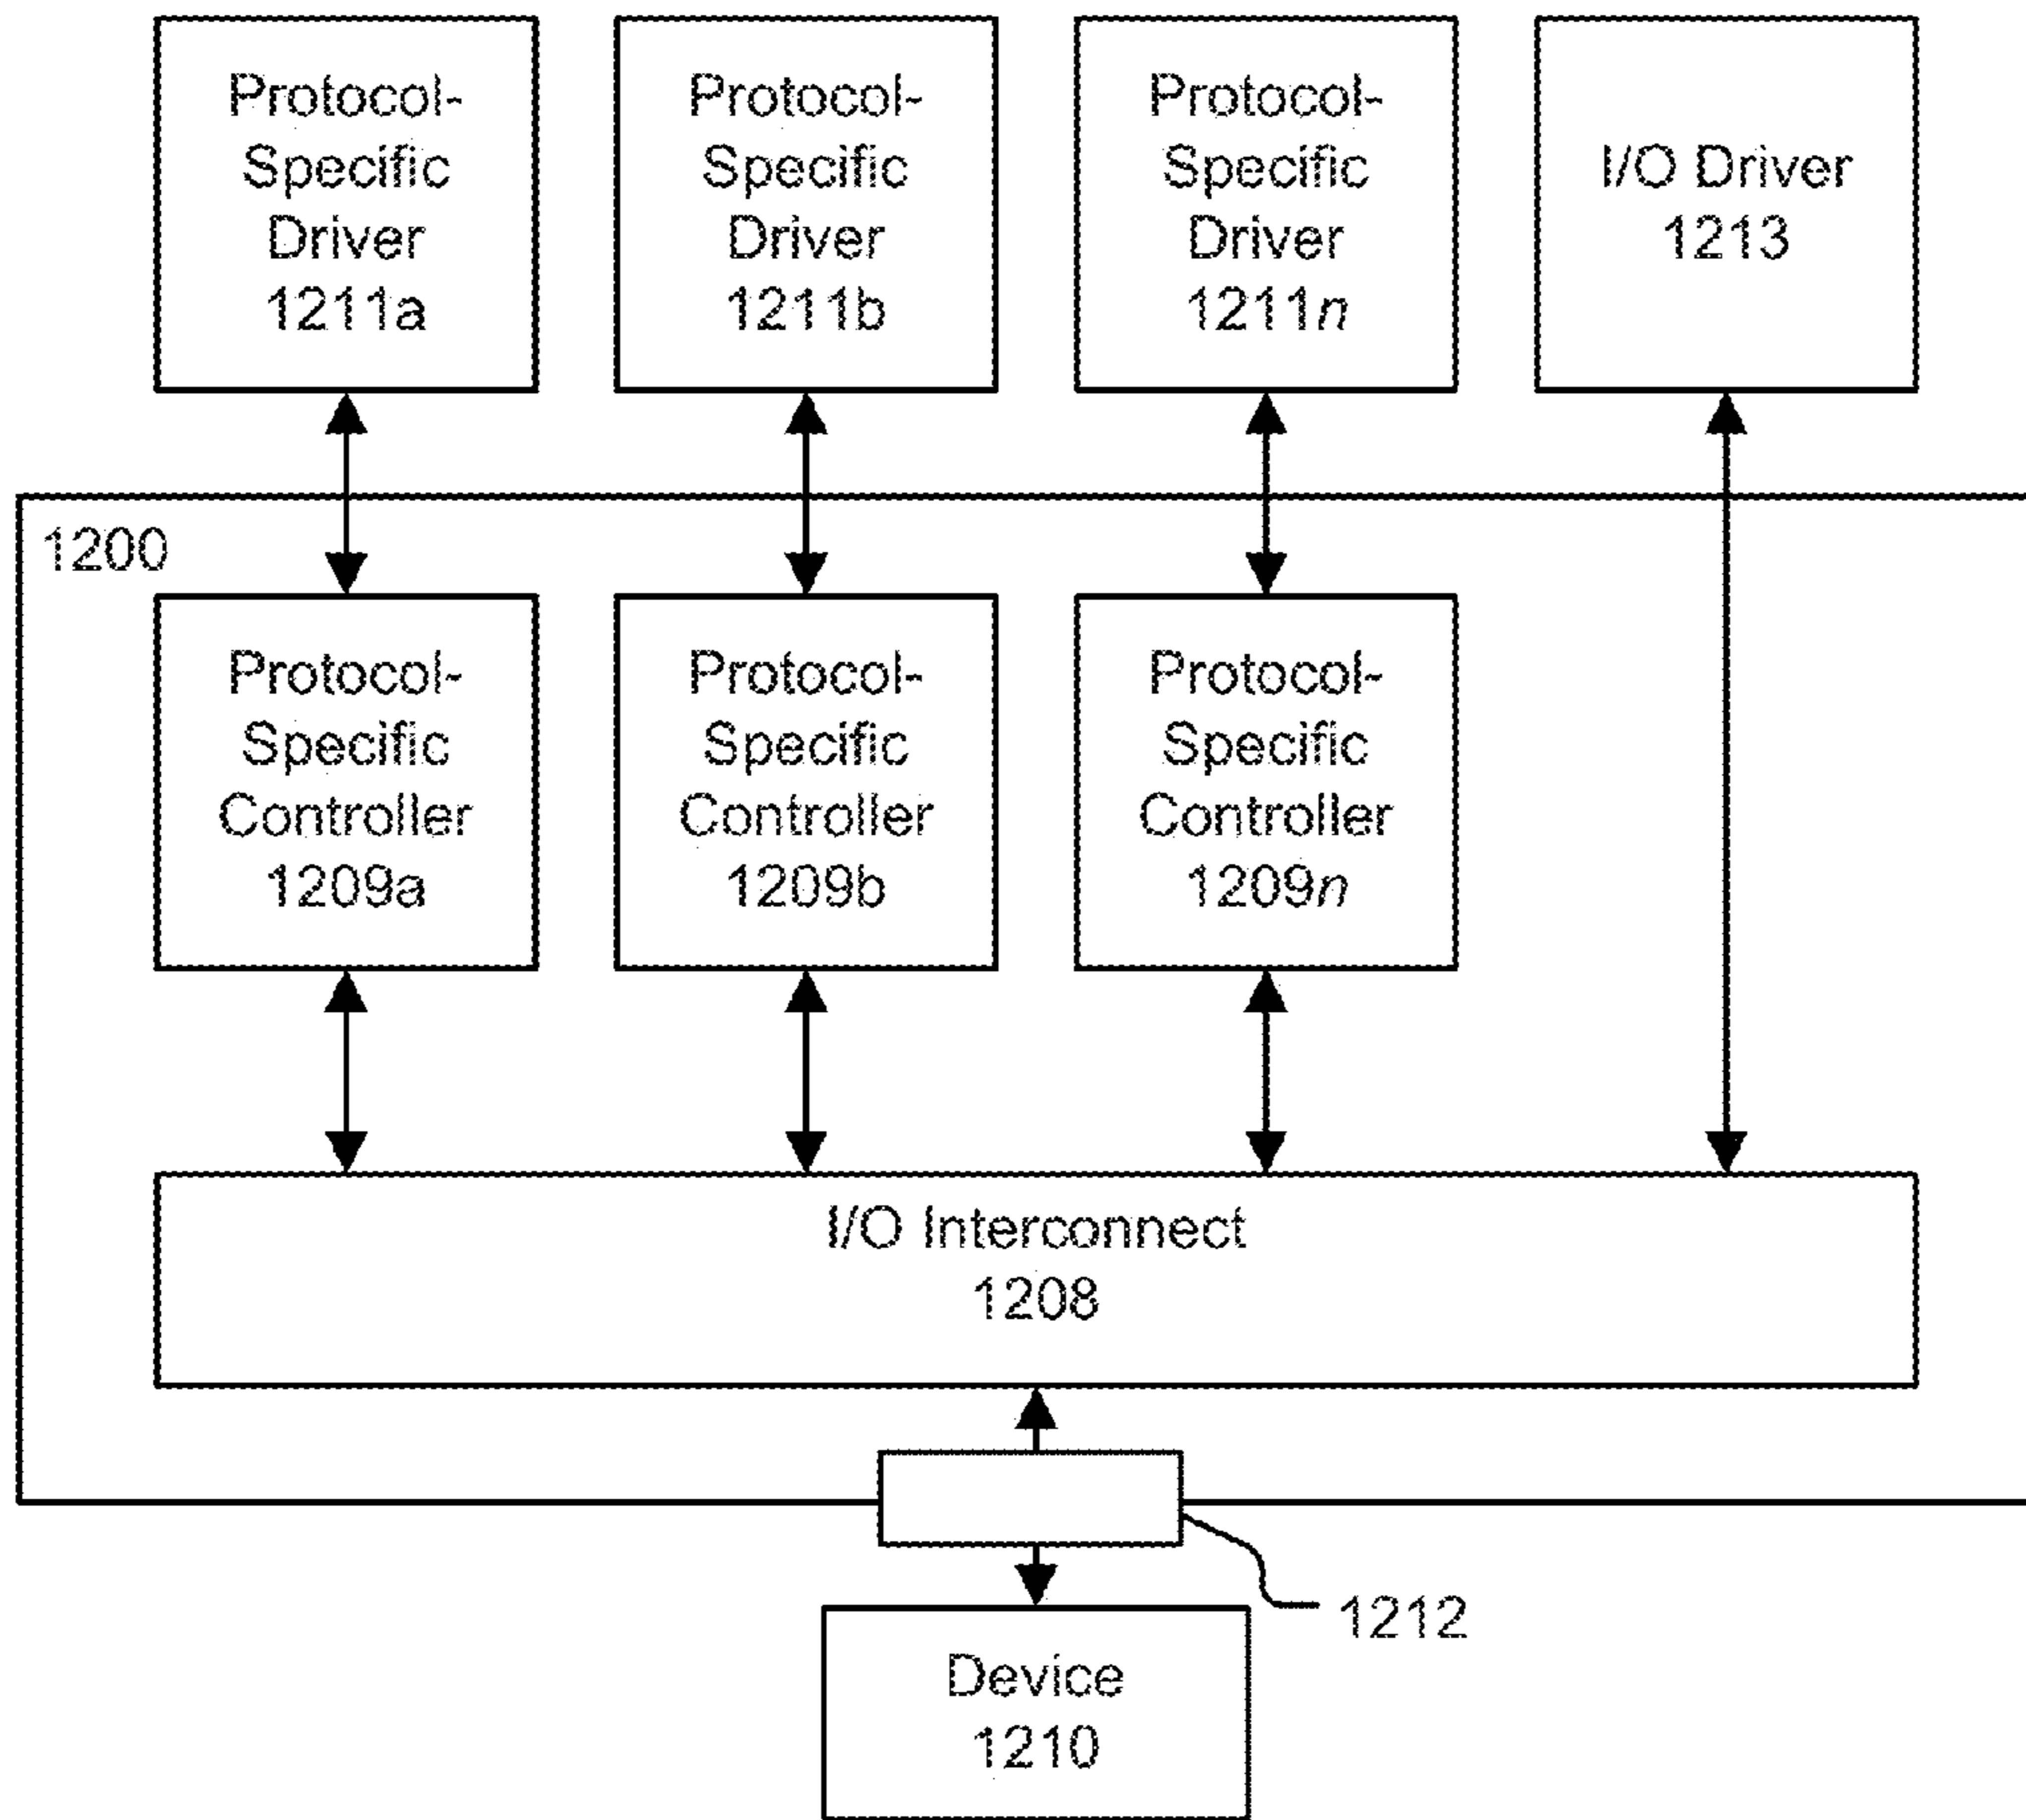 Protocol-
Specific
Driver
1211a
Protocol-
Specific
Driver
1211b
Protocol-
Specific
Driver
1211n
I/O Driver
1213
1200
Protocol-
Specific
Controller
1209a
Protocol-
Specific
Controller
1209b
Protocol-
Specific
Controller
1209n
I/O Interconnect
1208
1212
Device
1210